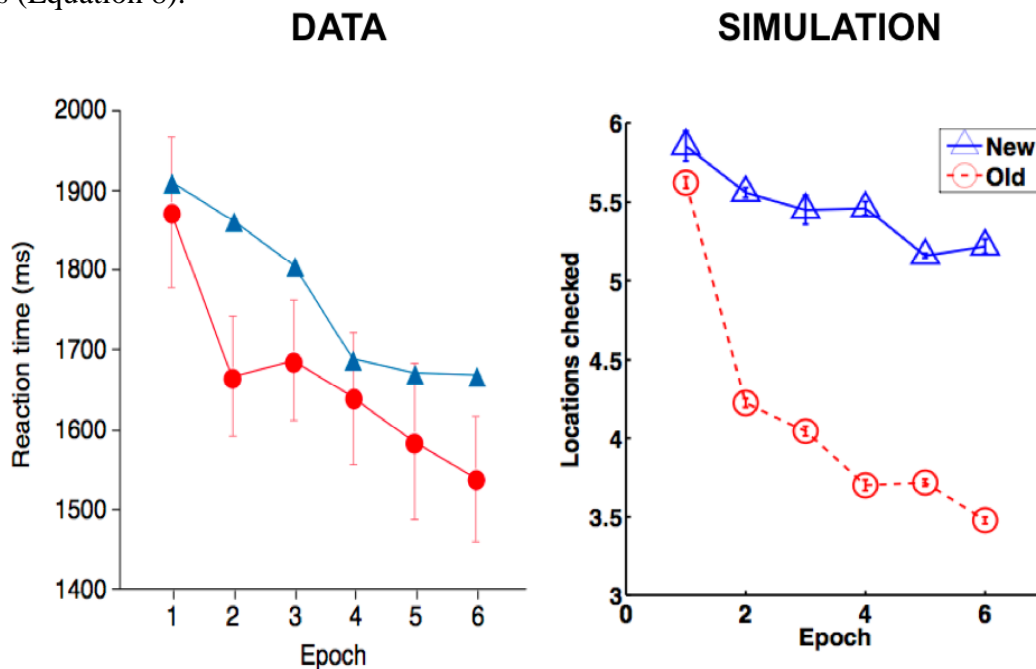 s (Equation 8).
DATA
SIMULATION
2000
1900
1800
1700
1600
1500
1400
Reaction time (ms)
1 2 3 4 5 6
Epoch
6
5.5
5
4.5
4
3.5
3
Locations checked
New
Old
0 2 4 6
Epoch